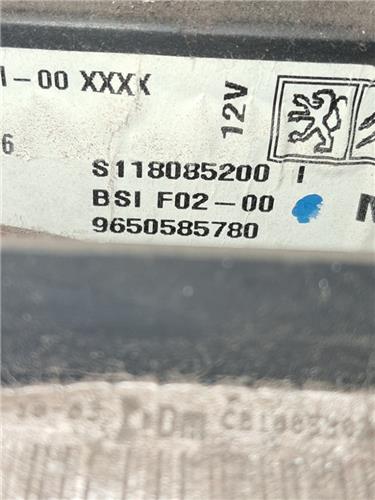 I-00 XXXX
12V
6
S118085200 I
BSI F02-00
9650585780